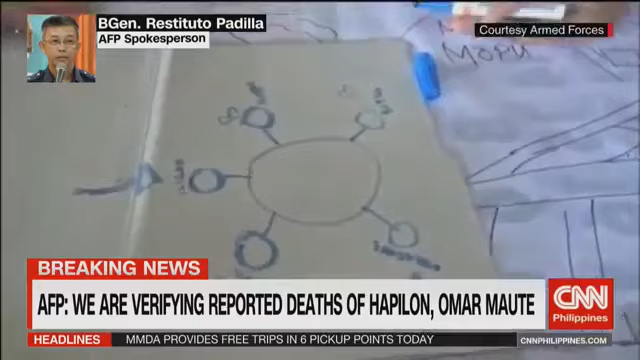 BGen. Restituto Padilla
AFP Spokesperson
Courtesy Armed Forces
MOPU
BREAKING NEWS
AFP: WE ARE VERIFYING REPORTED DEATHS OF HAPILON, OMAR MAUTE
CNN
Philippines
HEADLINES MMDA PROVIDES FREE TRIPS IN 6 PICKUP POINTS TODAY
CNNPHILIPPINES.COM